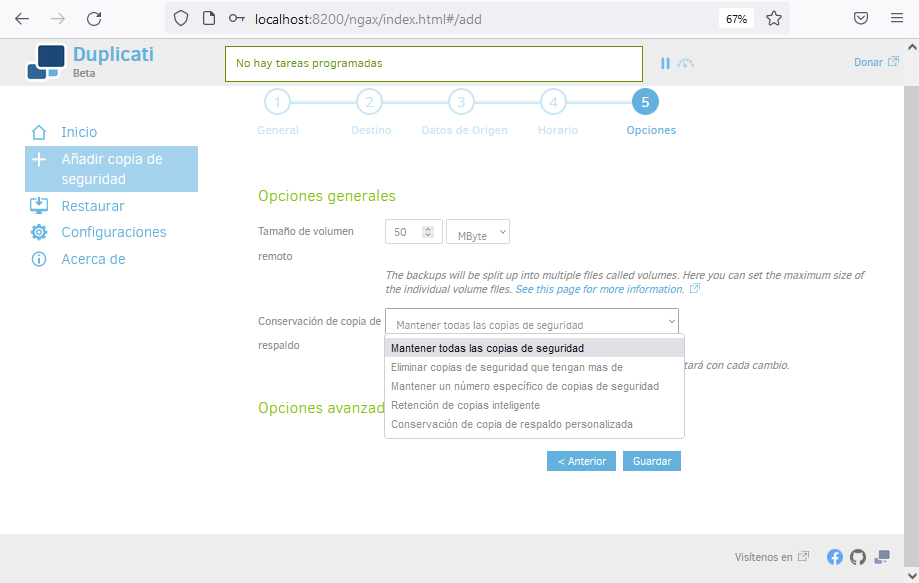 localhost:8200/ngax/index.html#/add
67%
Duplicati
Beta
No hay tareas programadas
Donar
1 2 3 4 5
General Destino Datos de Origen Horario Opciones
Inicio
Añadir copia de
seguridad
Restaurar
Configuraciones
Acerca de
Opciones generales
Tamaño de volumen
remoto
50 MByte
The backups will be split up into multiple files called volumes. Here you can set the maximum size of
the individual volume files. See this page for more information.
Conservación de copia de
respaldo
Mantener todas las copias de seguridad
Mantener todas las copias de seguridad
Eliminar copias de seguridad que tengan mas de
Mantener un número específico de copias de seguridad
Retención de copias inteligente
Conservación de copia de respaldo personalizada
tará con cada cambio.
Opciones avanzad
< Anterior Guardar
Visítenos en